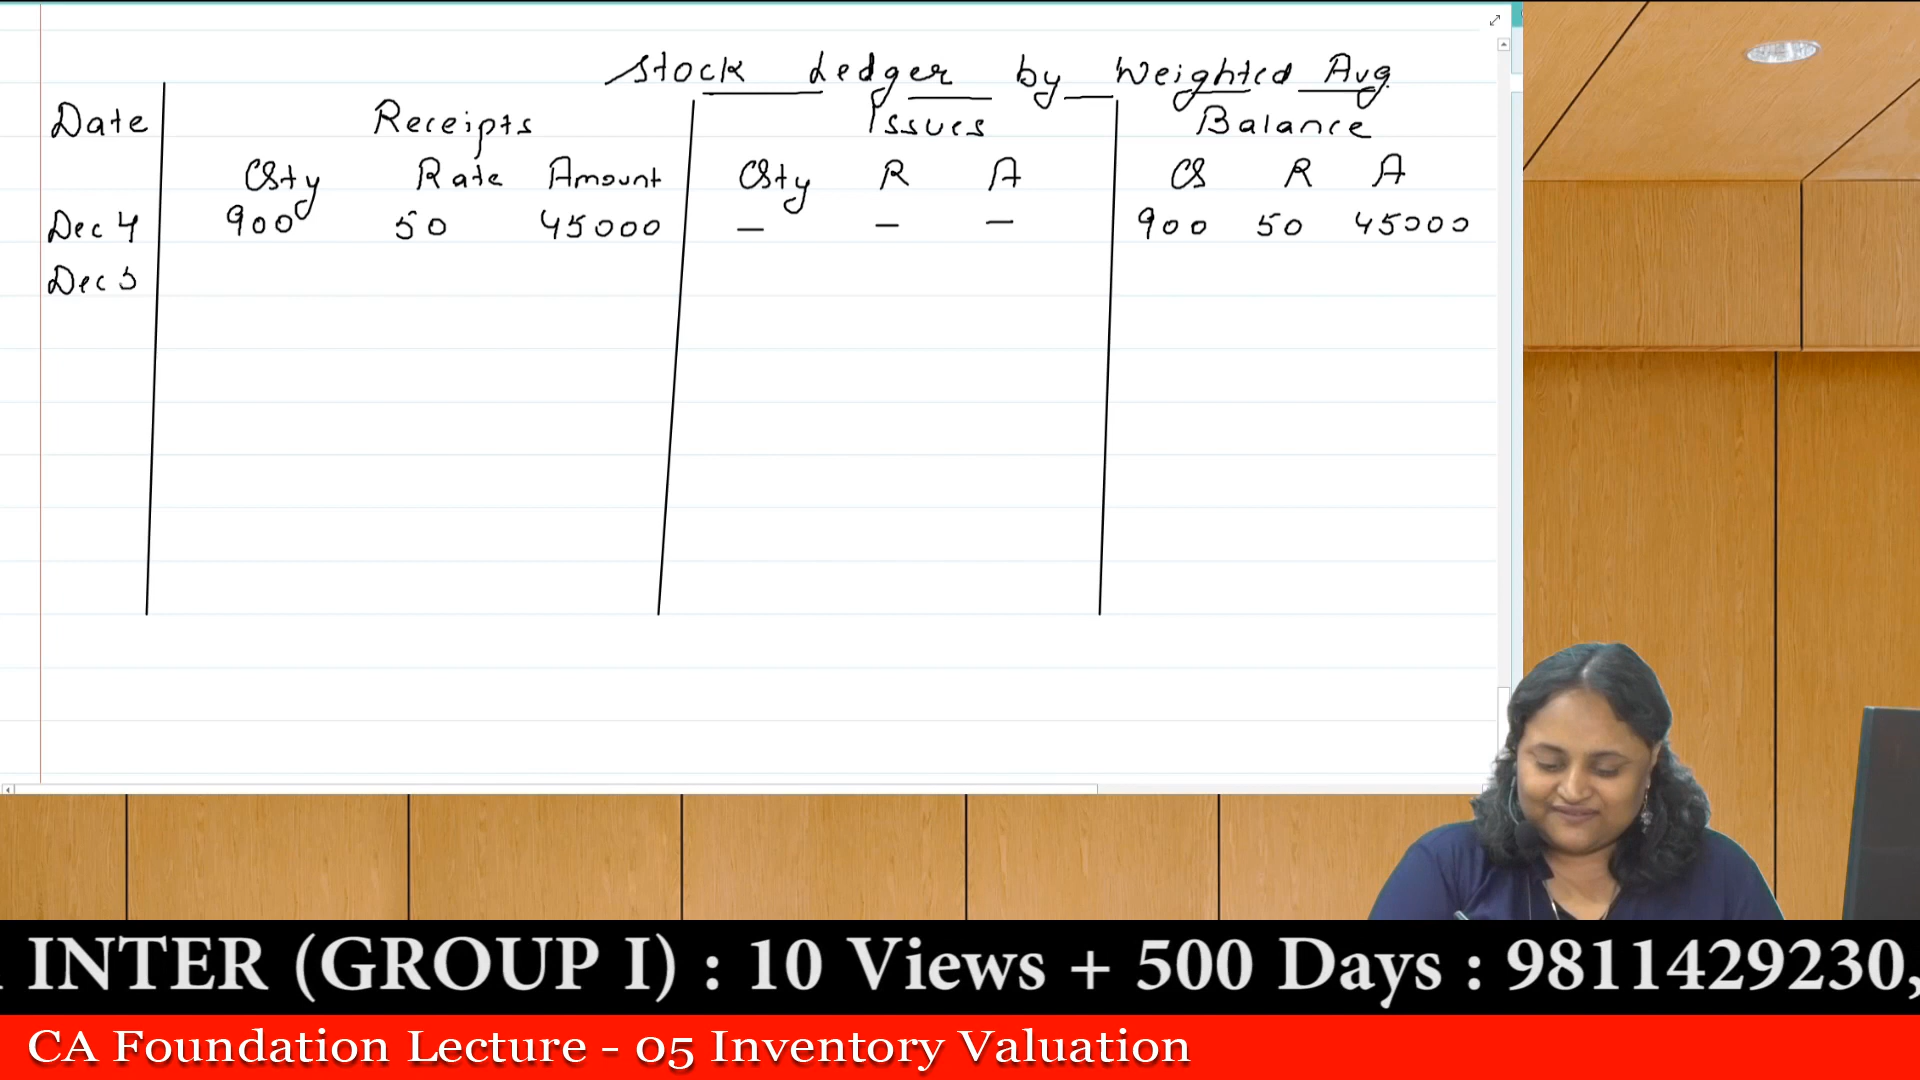 Stock Ledger by Weighted Avg.
Date Receipts Issues Balance
Qty Rate Amount Qty R A Q R A
Dec 4 900 50 45000 — — — 900 50 45000
Dec 5
INTER (GROUP I) : 10 Views + 500 Days : 9811429230,
CA Foundation Lecture - 05 Inventory Valuation